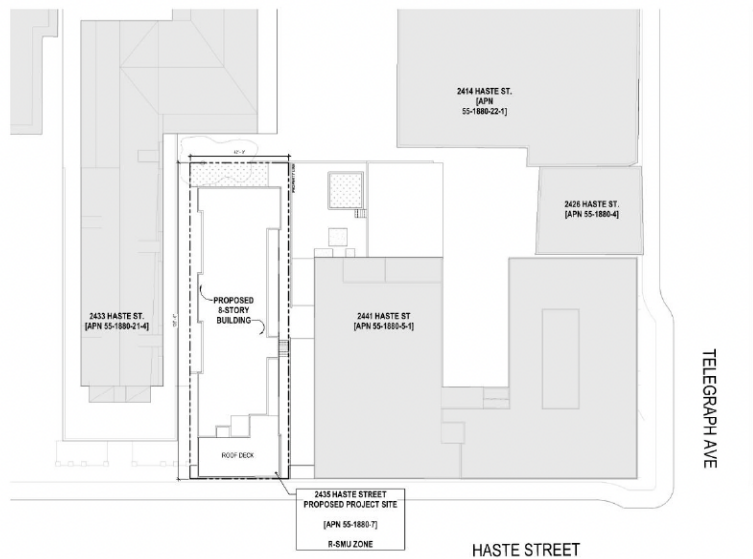 2414 HASTE ST.
[APN
55-1880-22-1]
2426 HASTE ST.
[APN 55-1880-4]
PROPOSED
8-STORY
BUILDING
2433 HASTE ST.
[APN 55-1880-21-4]
2441 HASTE ST
[APN 55-1880-5-1]
TELEGRAPH AVE
ROOF DECK
2435 HASTE STREET
PROPOSED PROJECT SITE
[APN 55-1880-7]
R-SMU ZONE
HASTE STREET